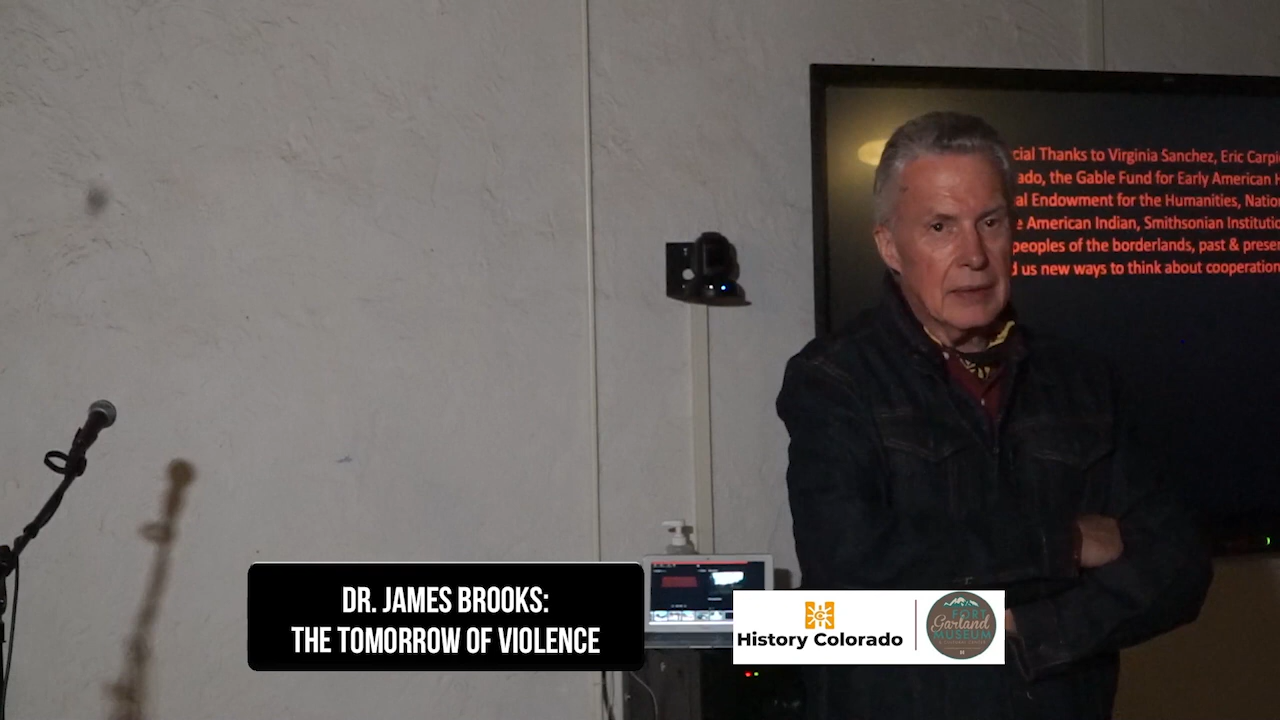 cial Thanks to Virginia Sanchez, Eric Carpi
ado, the Gable Fund for Early American H
al Endowment for the Humanities, Natio
e American Indian, Smithsonian Institutio
peoples of the borderlands, past & prese
d us new ways to think about cooperation
DR. JAMES BROOKS:
THE TOMORROW OF VIOLENCE
History Colorado
FORT
Garland
MUSEUM